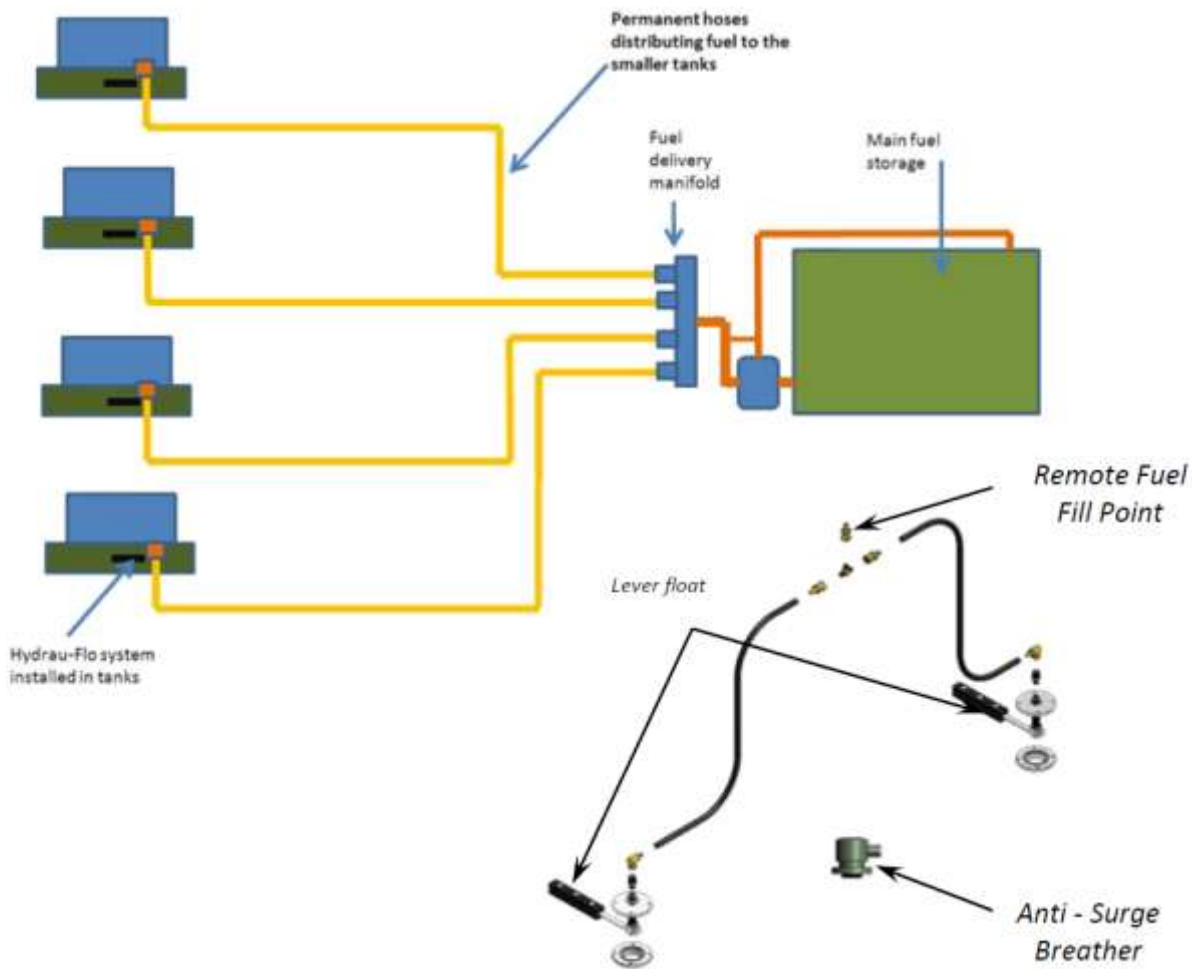 Permanent hoses
distributing fuel to the
smaller tanks
Fuel
delivery
manifold
Main fuel
storage
Remote Fuel
Fill Point
Lever float
Hydrau-Flo system
installed in tanks
Anti - Surge
Breather